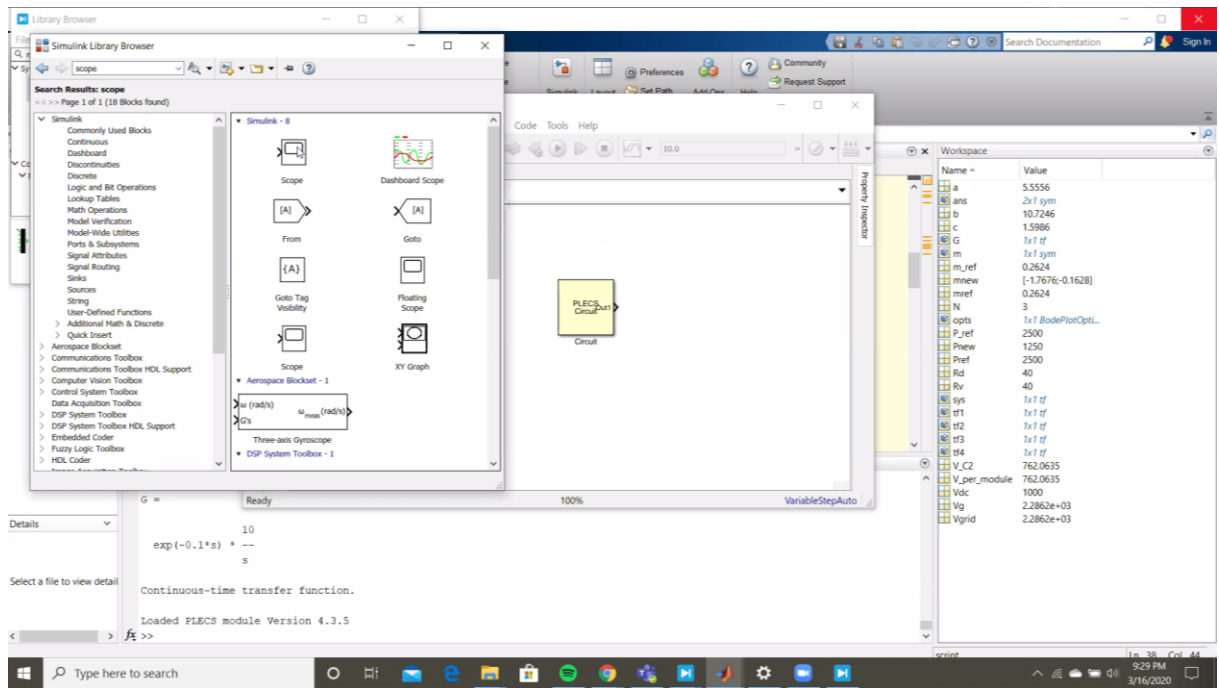 Library Browser
File
Simulink Library Browser
scope
Search Results: scope
<< >> Page 1 of 1 (18 Blocks found)
Simulink
Commonly Used Blocks
Continuous
Dashboard
Discontinuities
Discrete
Logic and Bit Operations
Lookup Tables
Math Operations
Model Verification
Model-Wide Utilities
Ports & Subsystems
Signal Attributes
Signal Routing
Sinks
Sources
String
User-Defined Functions
Additional Math & Discrete
Quick Insert
Aerospace Blockset
Communications Toolbox
Communications Toolbox HDL Support
Computer Vision Toolbox
Control System Toolbox
Data Acquisition Toolbox
DSP System Toolbox
DSP System Toolbox HDL Support
Embedded Coder
Fuzzy Logic Toolbox
HDL Coder
Simulink - 8
Scope
Dashboard Scope
[A]
[A]
From
Goto
{A}
Goto Tag
Visibility
Floating
Scope
Scope
XY Graph
Aerospace Blockset - 1
ω (rad/s)
G's
ω meas (rad/s)
Three-axis Gyroscope
DSP System Toolbox - 1
Search Documentation
Sign In
Preferences
Set Path
Community
Request Support
Simulink
Layout
Add-Ons
Help
Code Tools Help
10.0
Property Inspector
PLECS
Circuit
Out1
Circuit
Ready
100%
VariableStepAuto
Workspace
Name
Value
a 5.5556
ans 2x1 sym
b 10.7246
c 1.5986
G 1x1 tf
m 1x1 sym
m_ref 0.2624
mnew [-1.7676;-0.1628]
mref 0.2624
N 3
opts 1x1 BodePlotOpti...
P_ref 2500
Pnew 1250
Pref 2500
Rd 40
Rv 40
sys 1x1 tf
tf1 1x1 tf
tf2 1x1 tf
tf3 1x1 tf
tf4 1x1 tf
V_C2 762.0635
V_per_module 762.0635
Vdc 1000
Vg 2.2862e+03
Vgrid 2.2862e+03
Details
Select a file to view detail
G =
10
exp(-0.1*s) * --
s
Continuous-time transfer function.
Loaded PLECS module Version 4.3.5
fx >>
script
Ln 38 Col 44
Type here to search
9:29 PM
3/16/2020